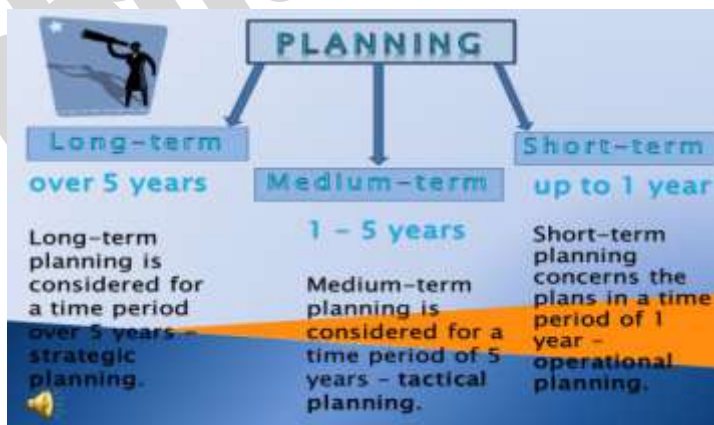 PLANNING
Long-term
over 5 years
Long-term
planning is
considered for
a time period
over 5 years –
strategic
planning.
Medium-term
1 - 5 years
Medium-term
planning is
considered for a
time period of 5
years - tactical
planning.
Short-term
up to 1 year
Short-term
planning
concerns the
plans in a time
period of 1
year –
operational
planning.